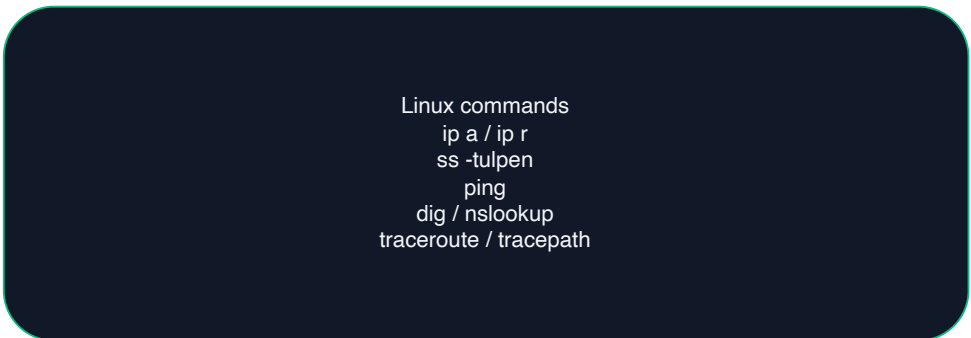 Linux commands
ip a / ip r
ss -tulpen
ping
dig / nslookup
traceroute / tracepath